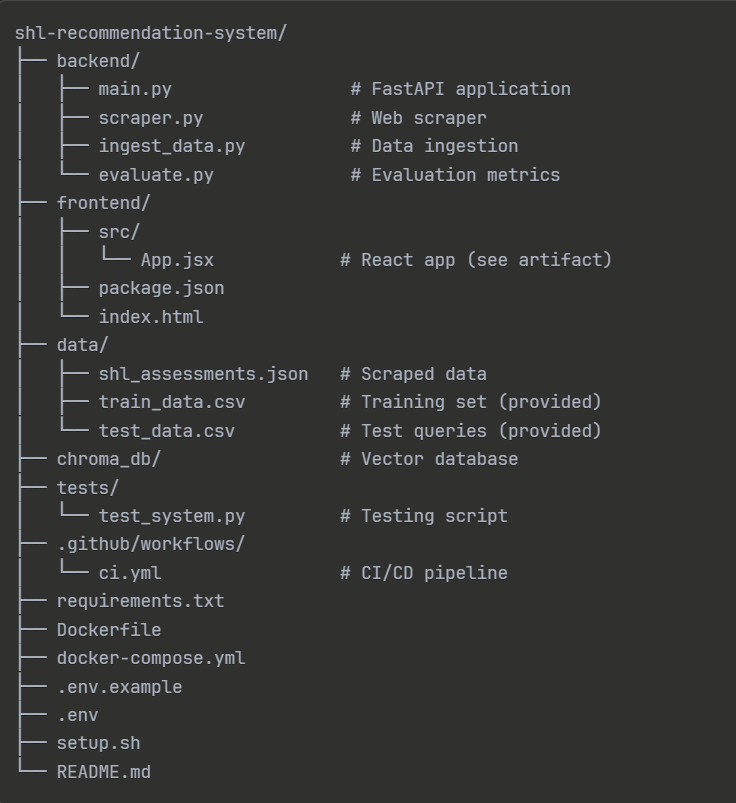 shl-recommendation-system/
├── backend/
│   ├── main.py                 # FastAPI application
│   ├── scraper.py              # Web scraper
│   ├── ingest_data.py          # Data ingestion
│   └── evaluate.py             # Evaluation metrics
├── frontend/
│   ├── src/
│   │   └── App.jsx            # React app (see artifact)
│   ├── package.json
│   └── index.html
├── data/
│   ├── shl_assessments.json   # Scraped data
│   ├── train_data.csv         # Training set (provided)
│   └── test_data.csv          # Test queries (provided)
├── chroma_db/                 # Vector database
├── tests/
│   └── test_system.py         # Testing script
├── .github/workflows/
│   └── ci.yml                 # CI/CD pipeline
├── requirements.txt
├── Dockerfile
├── docker-compose.yml
├── .env.example
├── .env
├── setup.sh
└── README.md